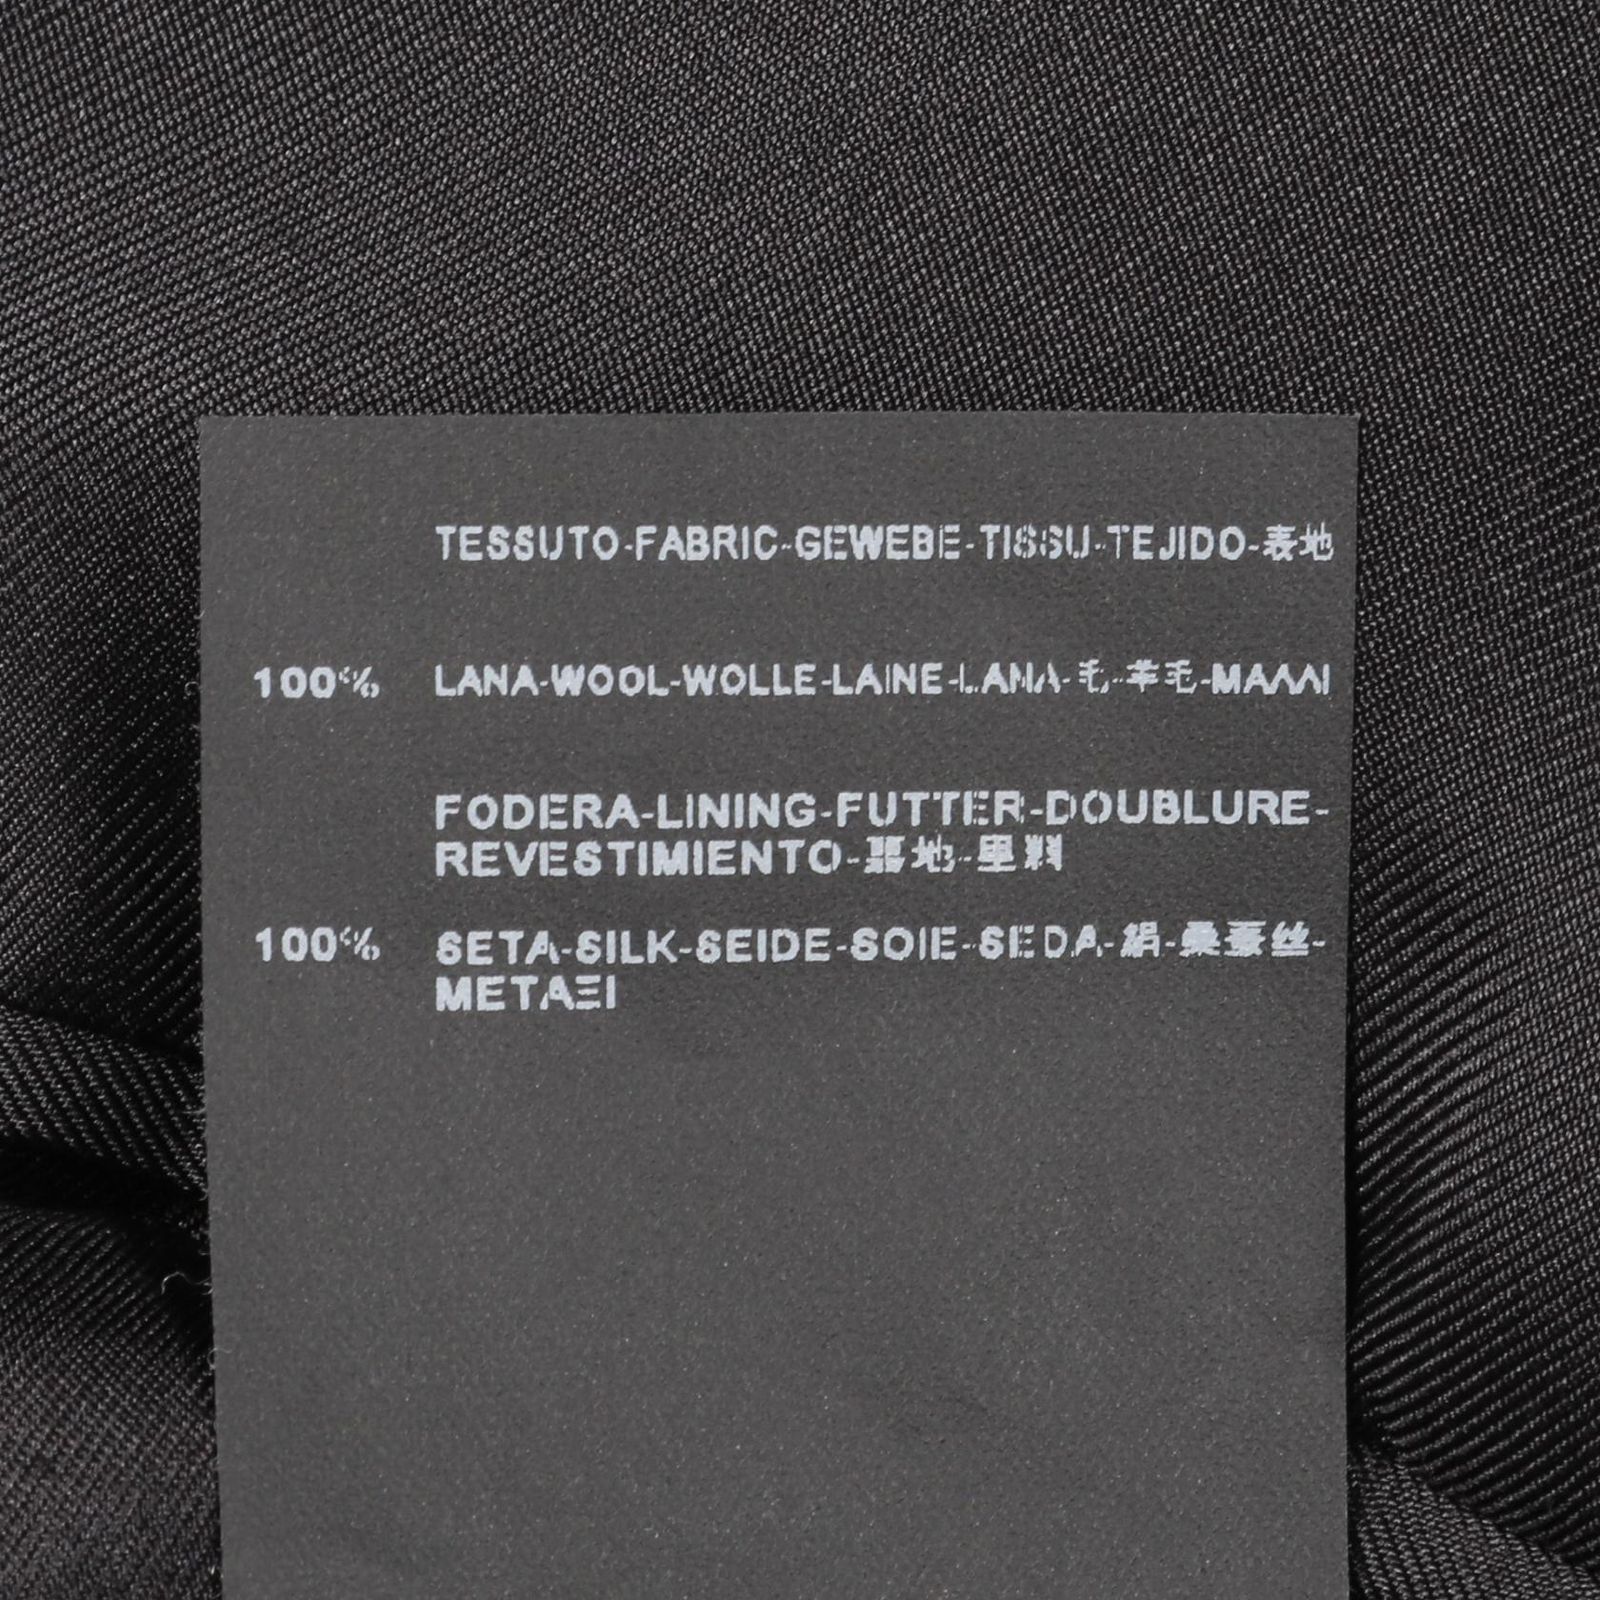 TESSUTO-FABRIC-GEWEBE-TISSU-TEJIDO-表地
100% LANA-WOOL-WOLLE-LAINE-LANA-毛-羊毛-ΜΑΛΛΙ
FODERA-LINING-FUTTER-DOUBLURE-
REVESTIMIENTO-裏地-里料
100% SETA-SILK-SEIDE-SOIE-SEDA-絹-桑蚕丝-
ΜΕΤΑΞΙ